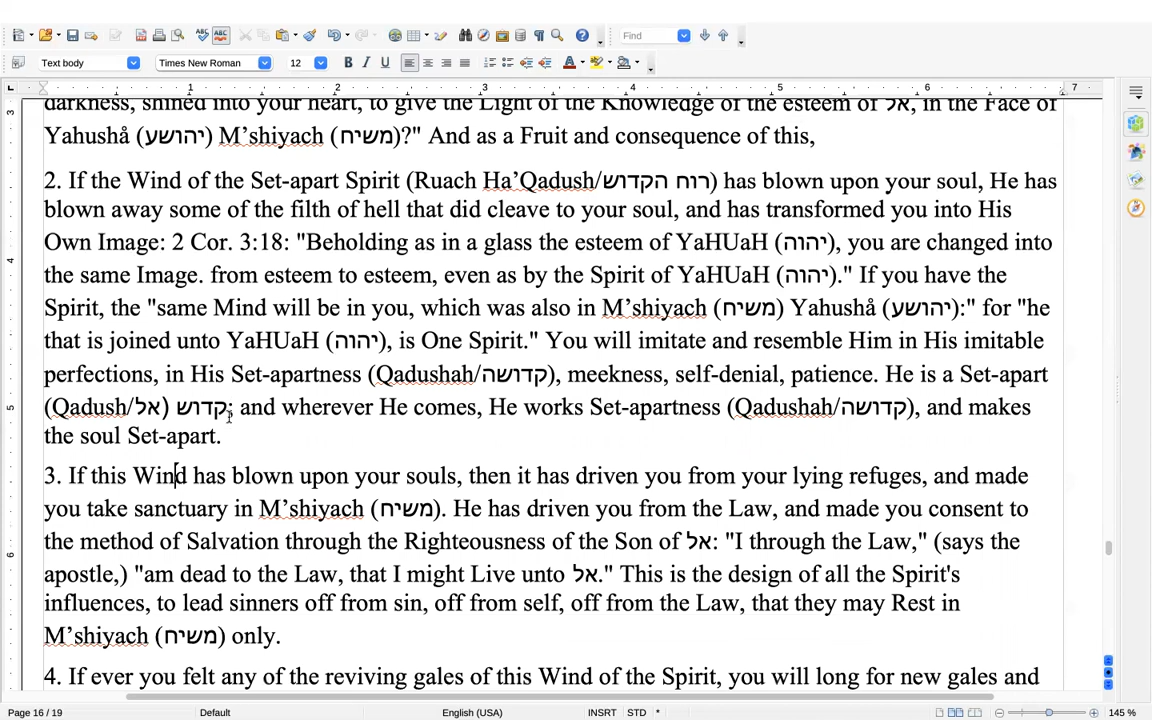 Find
Text body
Times New Roman
12
1 2 3 4 5 6 7
darkness, shined into your heart, to give the Light of the Knowledge of the esteem of אל, in the Face of
Yahushå (יהושע) M’shiyach (משיח)?" And as a Fruit and consequence of this,
2. If the Wind of the Set-apart Spirit (Ruach Ha’Qadush/רוח הקדוש) has blown upon your soul, He has
blown away some of the filth of hell that did cleave to your soul, and has transformed you into His
Own Image: 2 Cor. 3:18: "Beholding as in a glass the esteem of YaHUaH (יהוה), you are changed into
the same Image. from esteem to esteem, even as by the Spirit of YaHUaH (יהוה)." If you have the
Spirit, the "same Mind will be in you, which was also in M’shiyach (משיח) Yahushå (יהושע):" for "he
that is joined unto YaHUaH (יהוה), is One Spirit." You will imitate and resemble Him in His imitable
perfections, in His Set-apartness (Qadushah/קדושה), meekness, self-denial, patience. He is a Set-apart
(Qadush/קדוש (אל; and wherever He comes, He works Set-apartness (Qadushah/קדושה), and makes
the soul Set-apart.
3. If this Wind has blown upon your souls, then it has driven you from your lying refuges, and made
you take sanctuary in M’shiyach (משיח). He has driven you from the Law, and made you consent to
the method of Salvation through the Righteousness of the Son of אל: "I through the Law," (says the
apostle,) "am dead to the Law, that I might Live unto אל." This is the design of all the Spirit's
influences, to lead sinners off from sin, off from self, off from the Law, that they may Rest in
M’shiyach (משיח) only.
4. If ever you felt any of the reviving gales of this Wind of the Spirit, you will long for new gales and
Page 16 / 19 Default English (USA) INSRT STD * 145 %